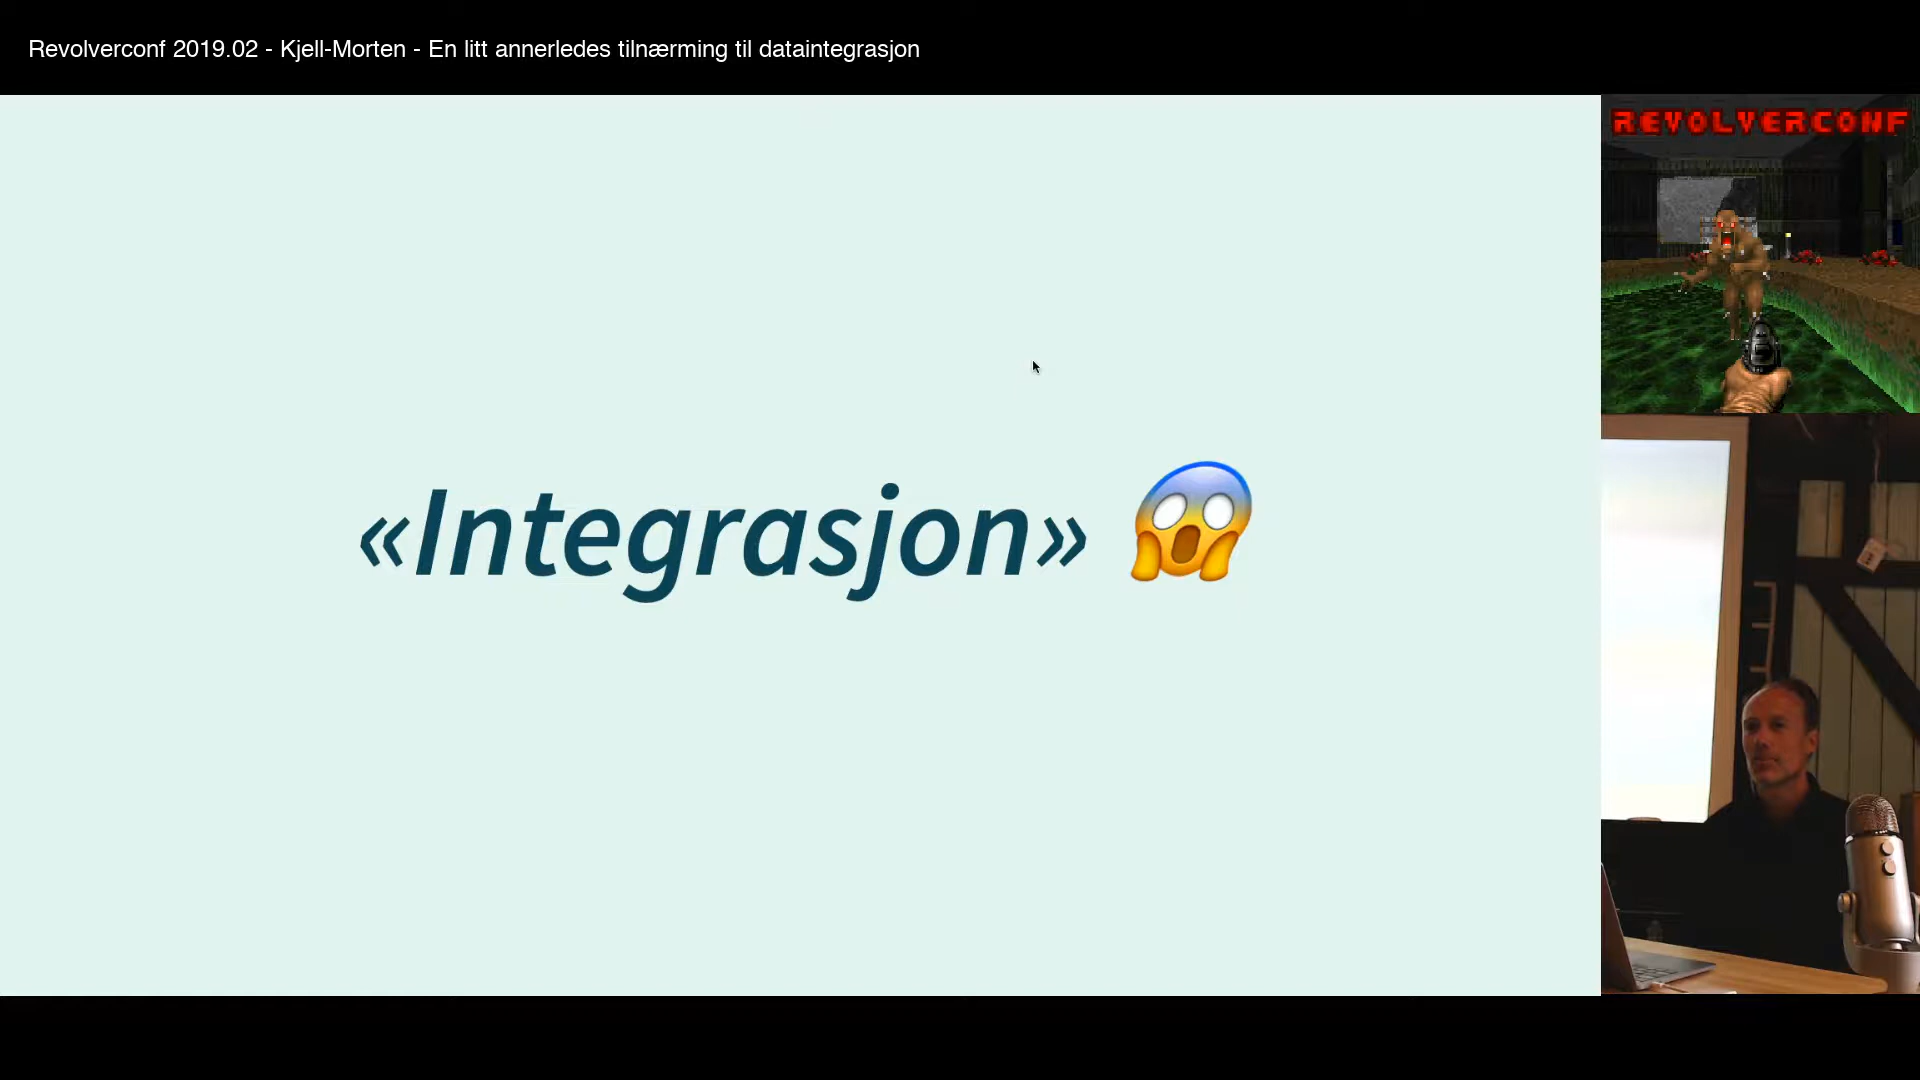 Revolverconf 2019.02 - Kjell-Morten - En litt annerledes tilnærming til dataintegrasjon
REVOLVERCONF
«Integrasjon» 😱